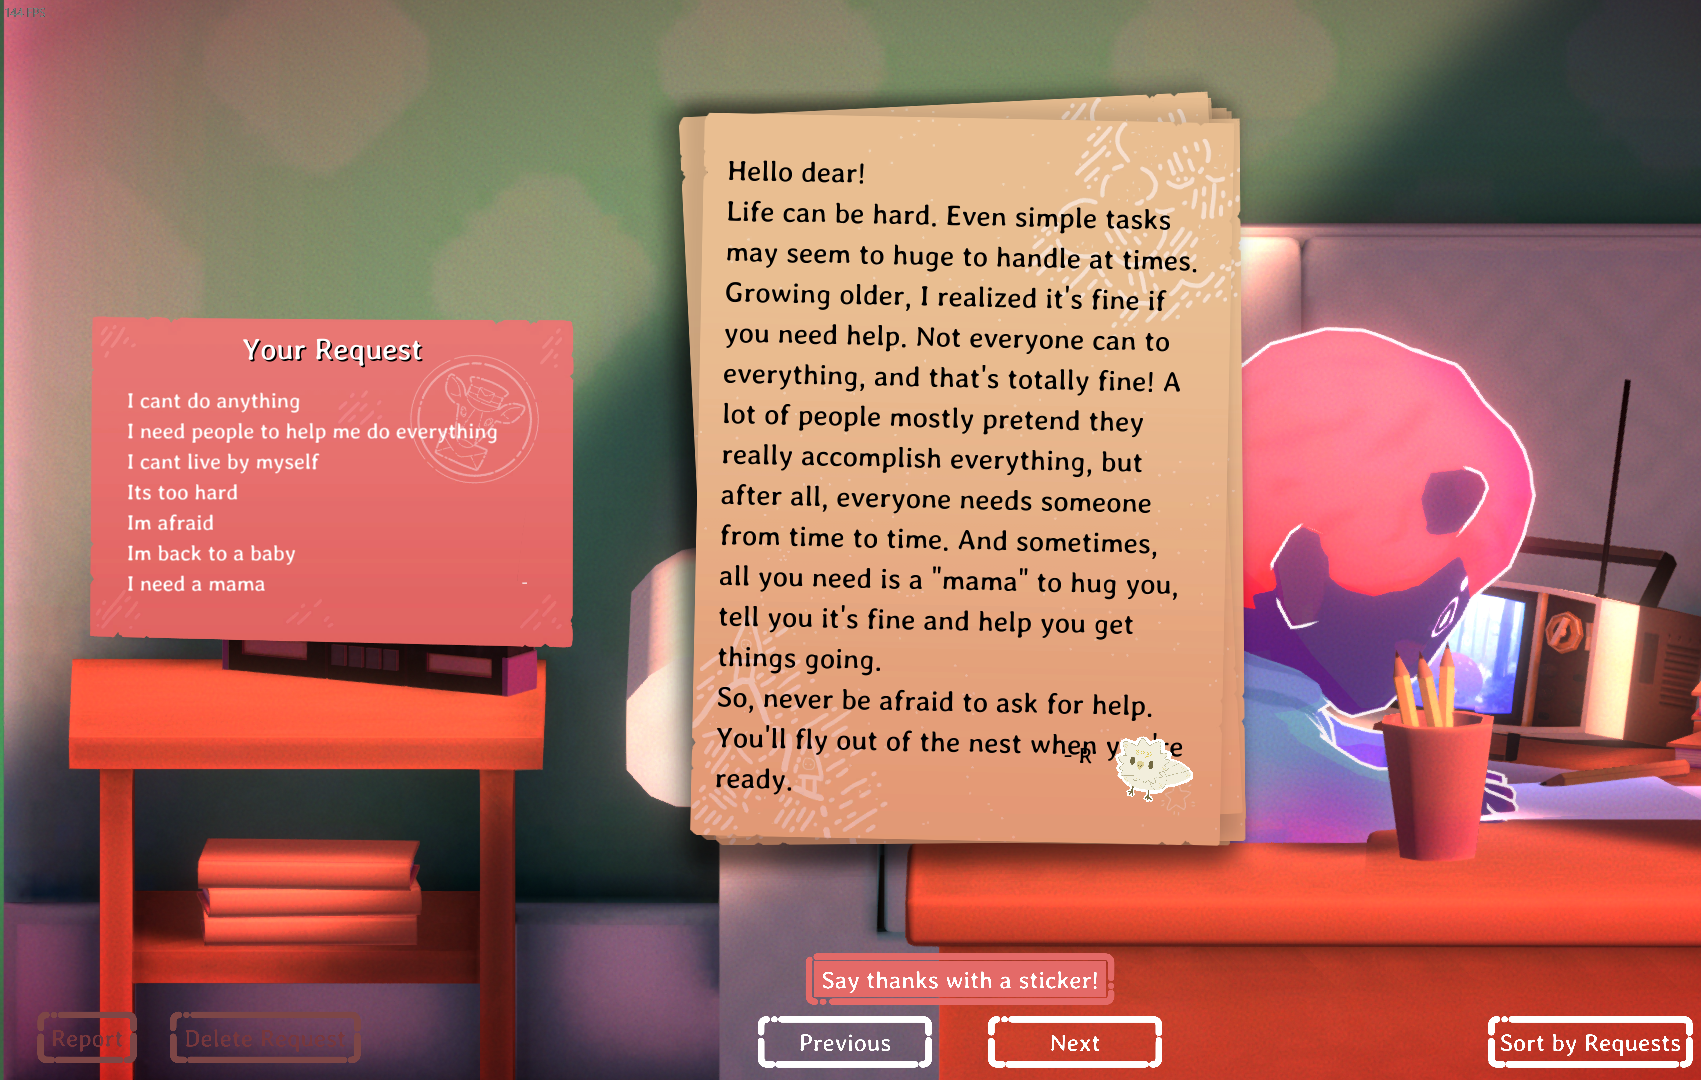 Your Request
I cant do anything
I need people to help me do everything
I cant live by myself
Its too hard
Im afraid
Im back to a baby
I need a mama
-
Hello dear!
Life can be hard. Even simple tasks
may seem to huge to handle at times.
Growing older, I realized it's fine if
you need help. Not everyone can to
everything, and that's totally fine! A
lot of people mostly pretend they
really accomplish everything, but
after all, everyone needs someone
from time to time. And sometimes,
all you need is a "mama" to hug you,
tell you it's fine and help you get
things going.
So, never be afraid to ask for help.
You'll fly out of the nest when you're
ready.
- R
Say thanks with a sticker!
Report
Delete Request
Previous
Next
Sort by Requests